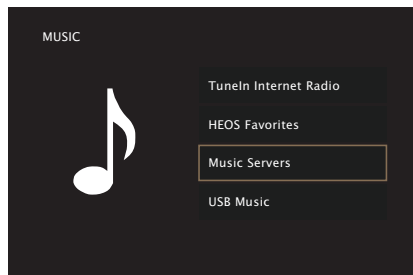 MUSIC
TuneIn Internet Radio
HEOS Favorites
Music Servers
USB Music